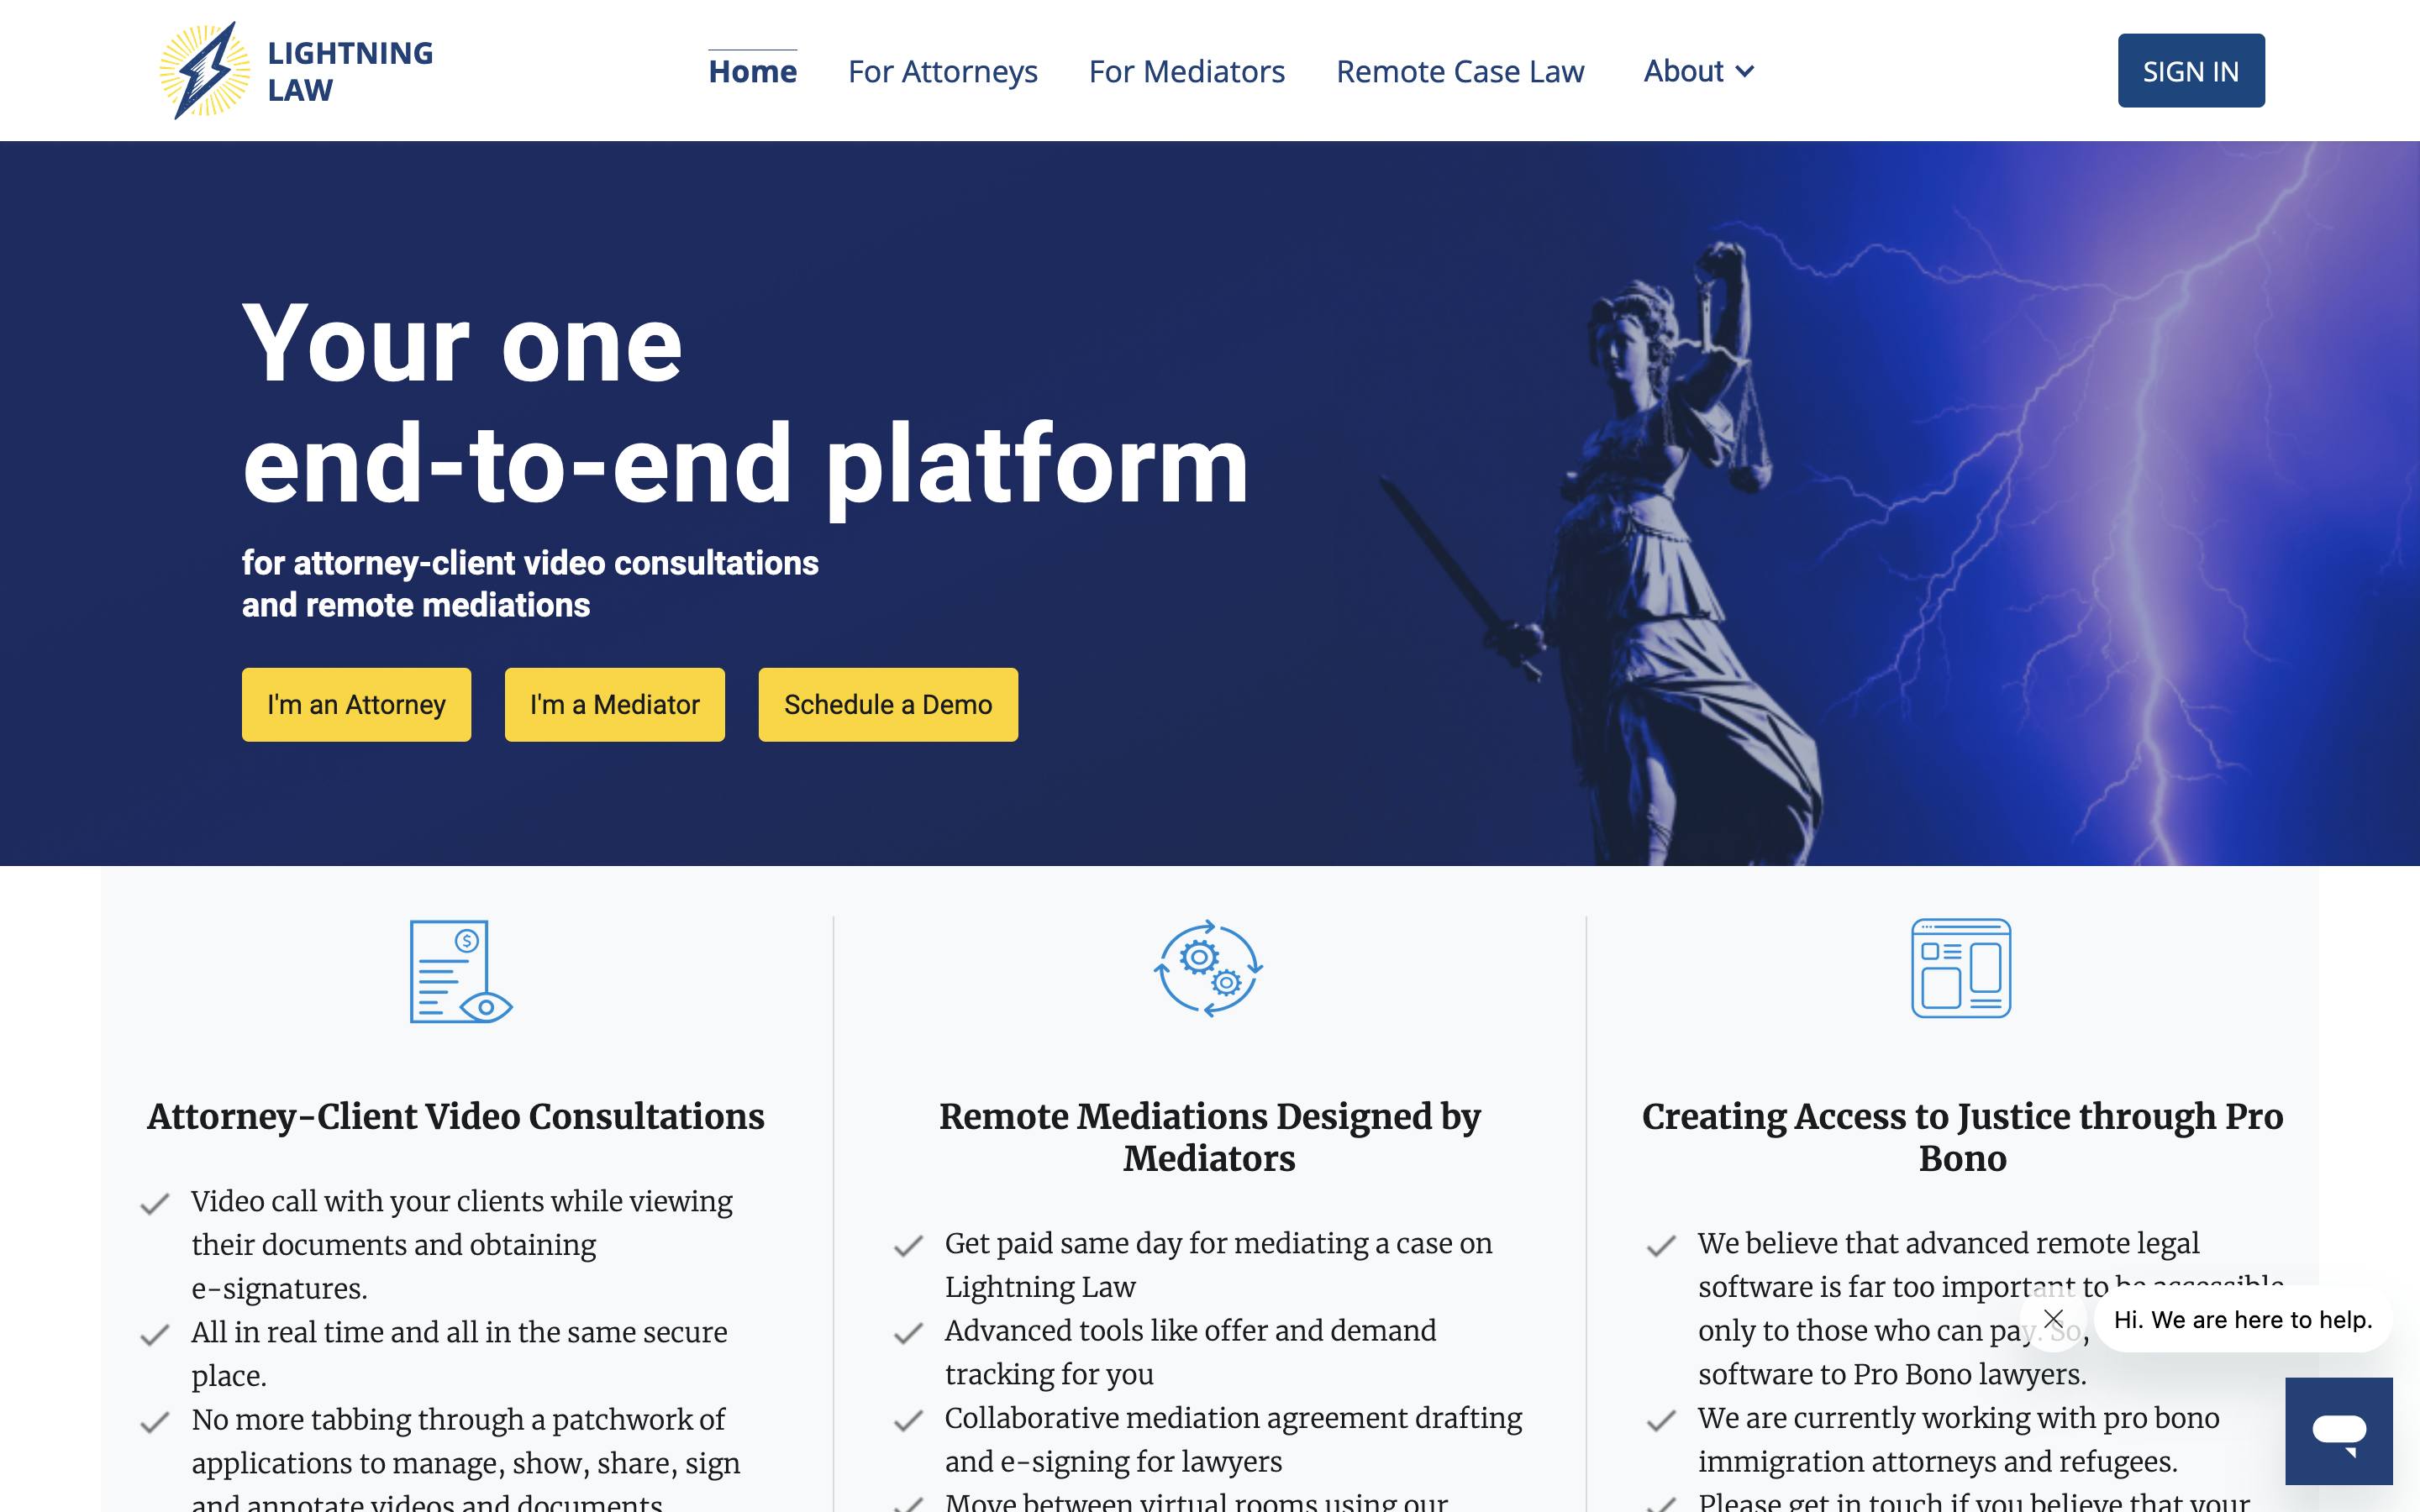 LIGHTNING
LAW
Home
For Attorneys
For Mediators
Remote Case Law
About
SIGN IN
Your one
end-to-end platform
for attorney-client video consultations
and remote mediations
I'm an Attorney
I'm a Mediator
Schedule a Demo
$
Attorney-Client Video Consultations
Video call with your clients while viewing
their documents and obtaining
e-signatures.
All in real time and all in the same secure
place.
No more tabbing through a patchwork of
applications to manage, show, share, sign
and annotate videos and documents
Remote Mediations Designed by
Mediators
Get paid same day for mediating a case on
Lightning Law
Advanced tools like offer and demand
tracking for you
Collaborative mediation agreement drafting
and e-signing for lawyers
Move between virtual rooms using our
Creating Access to Justice through Pro
Bono
We believe that advanced remote legal
software is far too important to be accessible
only to those who can pay. So,
software to Pro Bono lawyers.
We are currently working with pro bono
immigration attorneys and refugees.
Please get in touch if you believe that your
Hi. We are here to help.